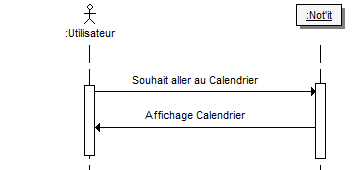 :Utilisateur
:Not'it
Souhait aller au Calendrier
Affichage Calendrier